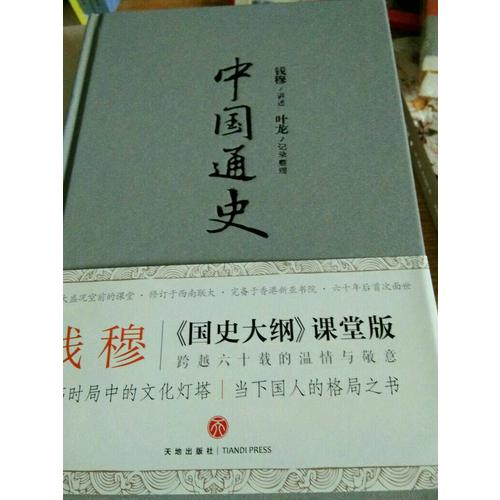 中国通史
钱穆/讲述 叶龙/记录整理
大盛况空前的课堂·修订于西南联大·完备于香港新亚书院·六十年后首次面世
钱穆
《国史大纲》课堂版
跨越六十载的温情与敬意
时局中的文化灯塔|当下国人的格局之书
天地出版社|TIANDI PRESS